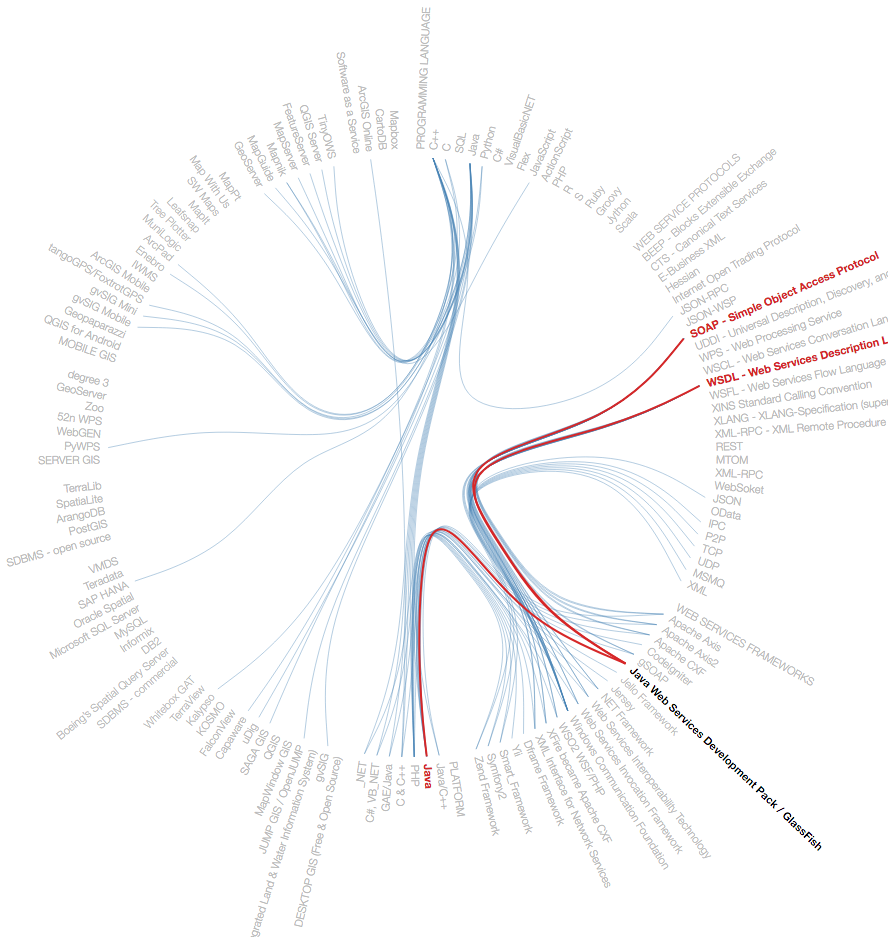 PROGRAMMING LANGUAGE
C++
C
SQL
Java
Python
C#
VisualBasicNET
Flex
JavaScript
ActionScript
PHP
R
S
Ruby
Groovy
Jython
Scala
WEB SERVICE PROTOCOLS
BEEP - Blocks Extensible Exchange
CTS - Canonical Text Services
E-Business XML
Hessian
Internet Open Trading Protocol
JSON-RPC
JSON-WSP
SOAP - Simple Object Access Protocol
UDDI - Universal Description, Discovery, and
WPS - Web Processing Service
WSCL - Web Services Conversation Lan
WSDL - Web Services Description L
WSFL - Web Services Flow Language
XINS Standard Calling Convention
XLANG - XLANG-Specification (supe
XML-RPC - XML Remote Procedure
REST
MTOM
XML-RPC
WebSoket
JSON
OData
IPC
P2P
TCP
UDP
MSMQ
XML
WEB SERVICES FRAMEWORKS
Apache Axis
Apache Axis2
Apache CXF
CodeIgniter
gSOAP
Java Web Services Development Pack / GlassFish
Jello Framework
Jersey
NET Framework
Web Services Interoperability Technology
Web Services Invocation Framework
Windows Communication Foundation
WSO2 WSF/PHP
XFire became Apache CXF
XML Interface for Network Services
Dframe Framework
Yii
Smart_Framework
Symfony2
Zend Framework
PLATFORM
Java/C++
Java
PHP
C & C++
GAE/Java
C#, VB_NET
_NET
DESKTOP GIS (Free & Open Source)
gvSIG
egrated Land & Water Information System)
JUMP GIS / OpenJUMP
MapWindow GIS
QGIS
SAGA GIS
uDig
Capaware
FalconView
KOSMO
Kalypso
TerraView
Whitebox GAT
SDBMS - commercial
Boeing's Spatial Query Server
DB2
Informix
MySQL
Microsoft SQL Server
Oracle Spatial
SAP HANA
Teradata
VMDS
SDBMS - open source
PostGIS
ArangoDB
SpatiaLite
TerraLib
SERVER GIS
PyWPS
WebGEN
52n WPS
Zoo
GeoServer
degree 3
MOBILE GIS
QGIS for Android
Geopaparazzi
gvSIG Mobile
gvSIG Mini
tangoGPS/FoxtrotGPS
ArcGIS Mobile
IWMS
Enebro
ArcPad
MuniLogic
Tree Plotter
Leafsnap
MapIt
SW Maps
Map With Us
MapPt
GeoServer
MapGuide
Mapnik
MapServer
FeatureServer
QGIS Server
TinyOWS
Software as a Service
ArcGIS Online
CartoDB
Mapbox